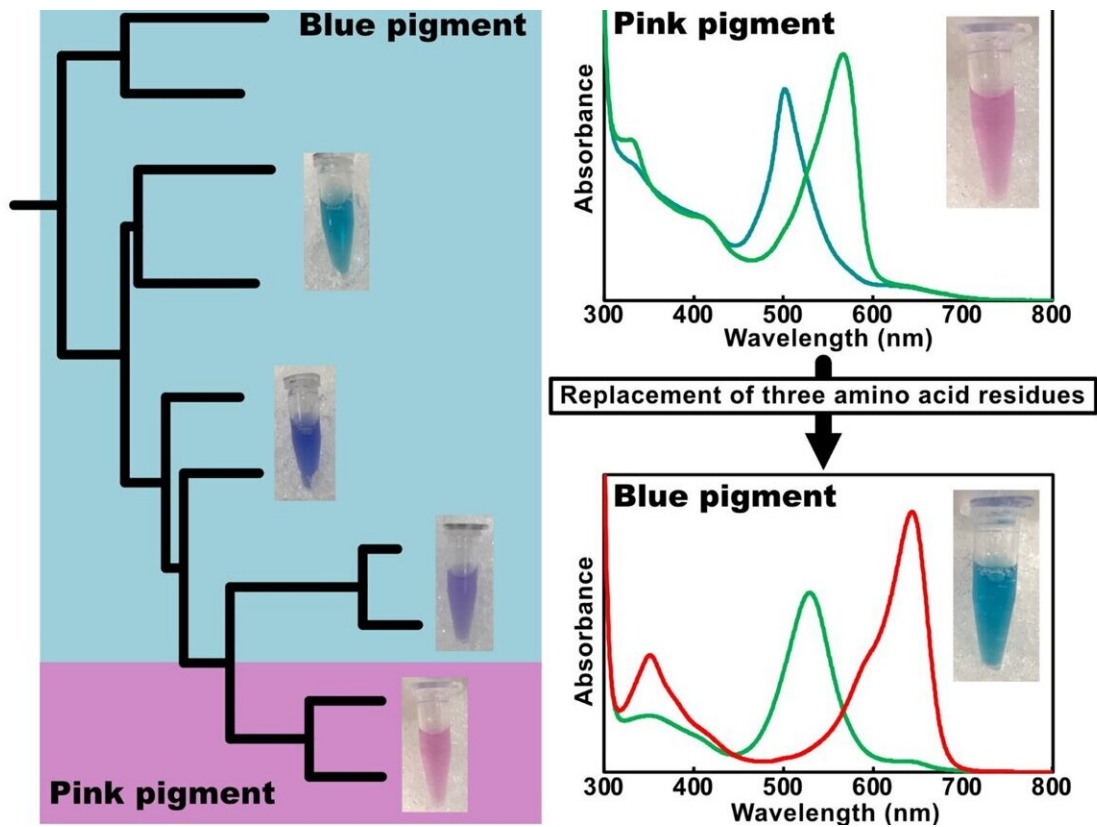 Blue pigment
Pink pigment
Pink pigment
Absorbance
300 400 500 600 700 800
Wavelength (nm)
Replacement of three amino acid residues
Blue pigment
Absorbance
300 400 500 600 700 800
Wavelength (nm)